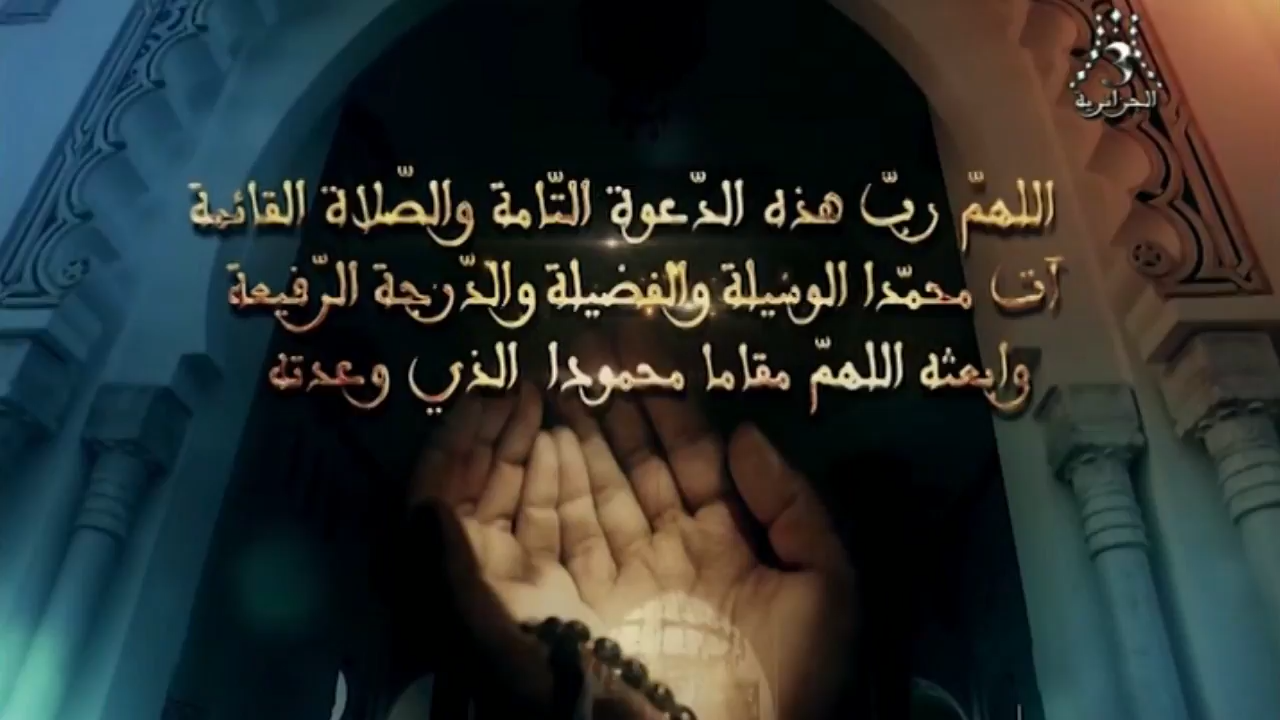 3
الجزائرية
اللهمّ ربّ هذه الدّعوة التّامة والصّلاة القائمة
آت محمّدا الوسيلة والفضيلة والدّرجة الرّفيعة
وابعثه اللهمّ مقاما محمودا الذي وعدته